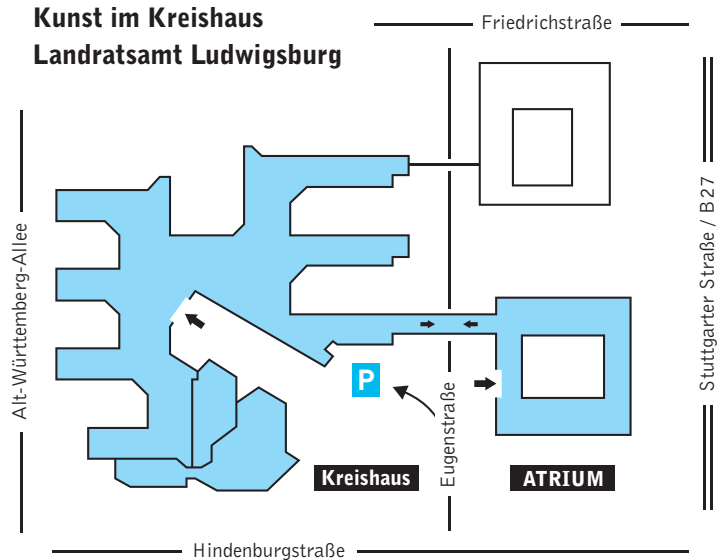 Kunst im Kreishaus
Landratsamt Ludwigsburg
Friedrichstraße
Alt-Württemberg-Allee
Stuttgarter Straße / B27
P
Eugenstraße
Kreishaus
ATRIUM
Hindenburgstraße